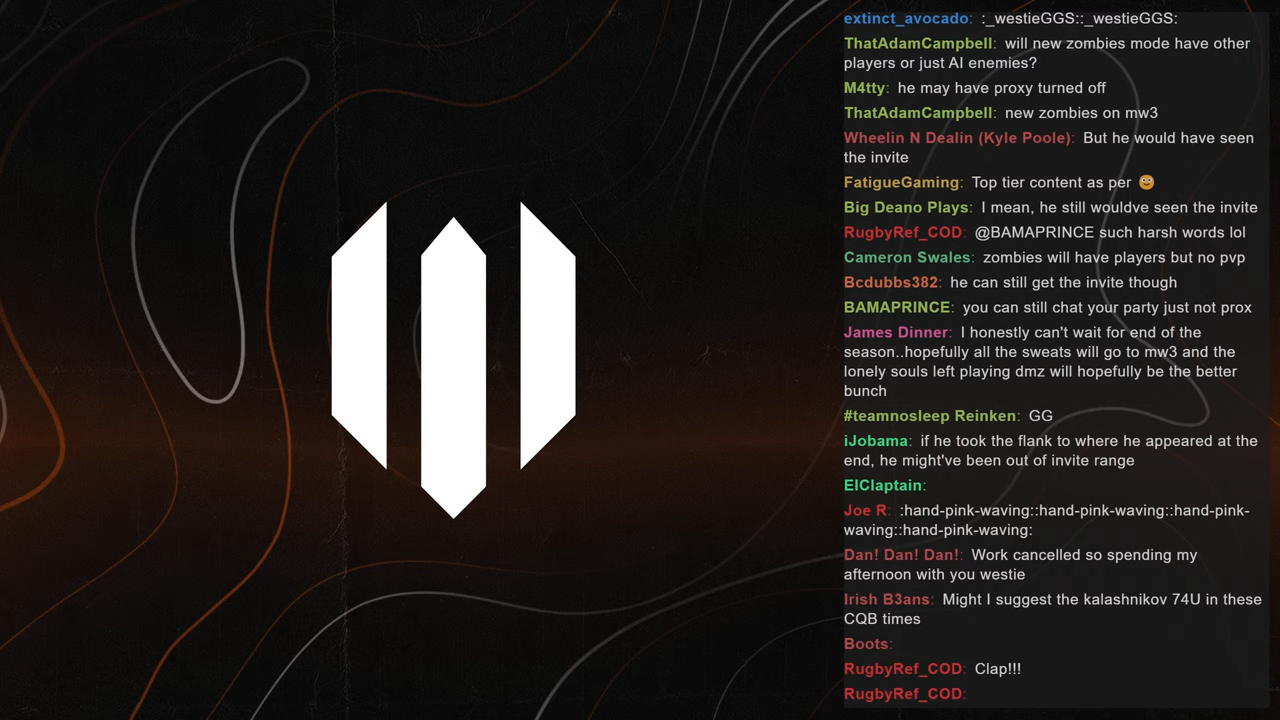 extinct_avocado: :_westieGGS::_westieGGS:
ThatAdamCampbell: will new zombies mode have other
players or just AI enemies?
M4tty: he may have proxy turned off
ThatAdamCampbell: new zombies on mw3
Wheelin N Dealin (Kyle Poole): But he would have seen
the invite
FatigueGaming: Top tier content as per
Big Deano Plays: I mean, he still wouldve seen the invite
RugbyRef_COD: @BAMAPRINCE such harsh words lol
Cameron Swales: zombies will have players but no pvp
Bcdubbs382: he can still get the invite though
BAMAPRINCE: you can still chat your party just not prox
James Dinner: I honestly can't wait for end of the
season..hopefully all the sweats will go to mw3 and the
lonely souls left playing dmz will hopefully be the better
bunch
#teamnosleep Reinken: GG
iJobama: if he took the flank to where he appeared at the
end, he might've been out of invite range
ElClaptain:
Joe R: :hand-pink-waving::hand-pink-waving::hand-pink-
waving::hand-pink-waving:
Dan! Dan! Dan!: Work cancelled so spending my
afternoon with you westie
Irish B3ans: Might I suggest the kalashnikov 74U in these
CQB times
Boots:
RugbyRef_COD: Clap!!!
RugbyRef_COD: